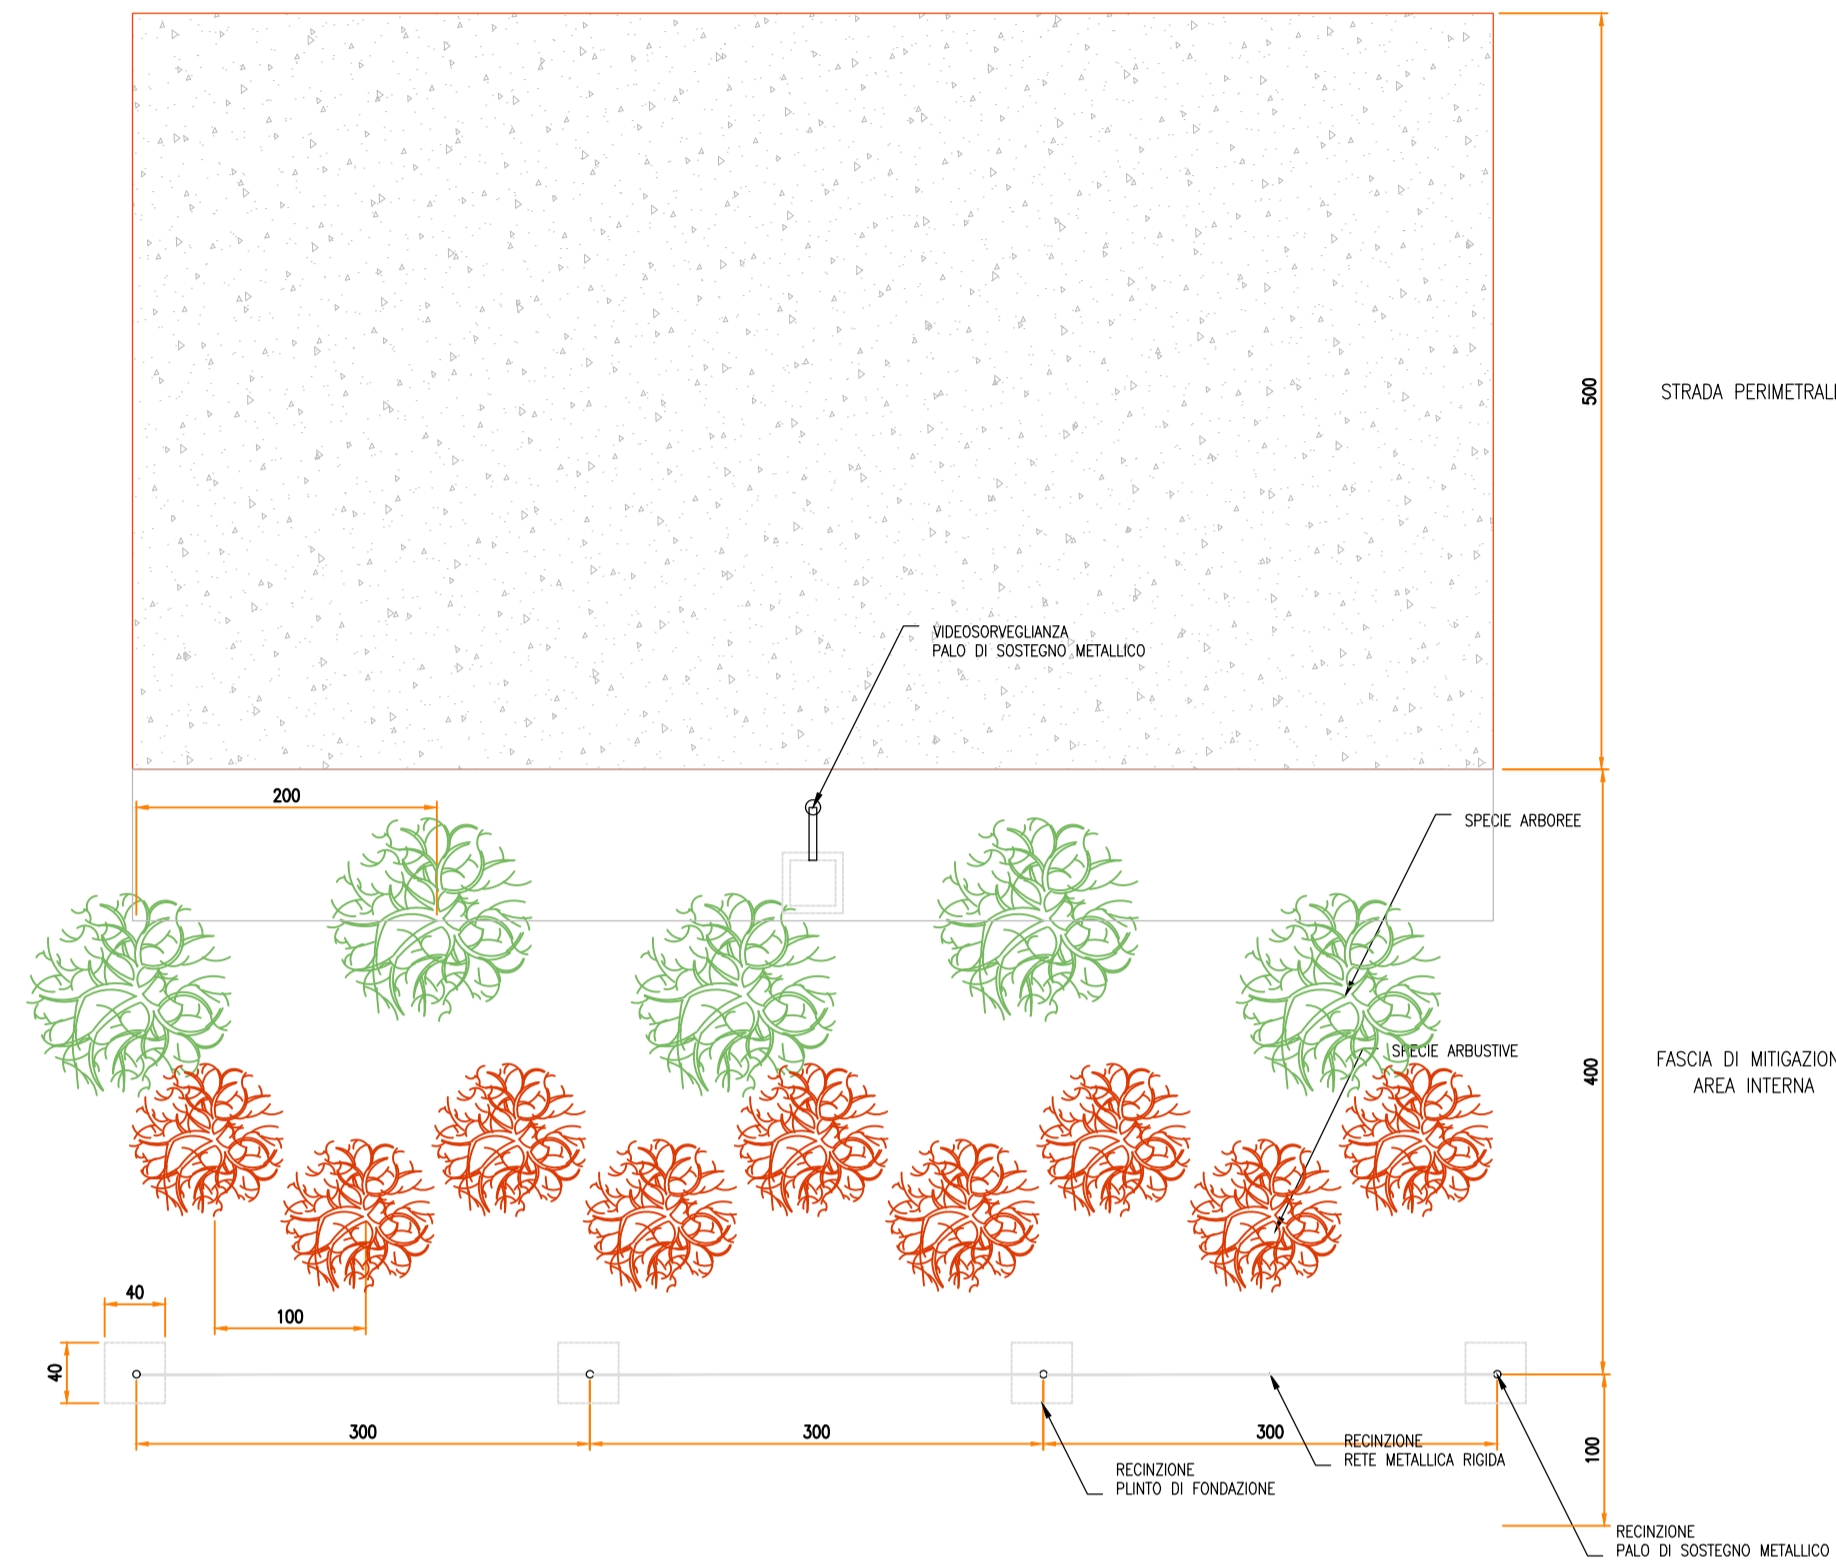 500
STRADA PERIMETRAL
VIDEOSORVEGLIANZA
PALO DI SOSTEGNO METALLICO
200
SPECIE ARBOREE
SPECIE ARBUSTIVE
400
FASCIA DI MITIGAZION
AREA INTERNA
40
100
40
300
300
300
RECINZIONE
RETE METALLICA RIGIDA
RECINZIONE
PLINTO DI FONDAZIONE
100
RECINZIONE
PALO DI SOSTEGNO METALLICO